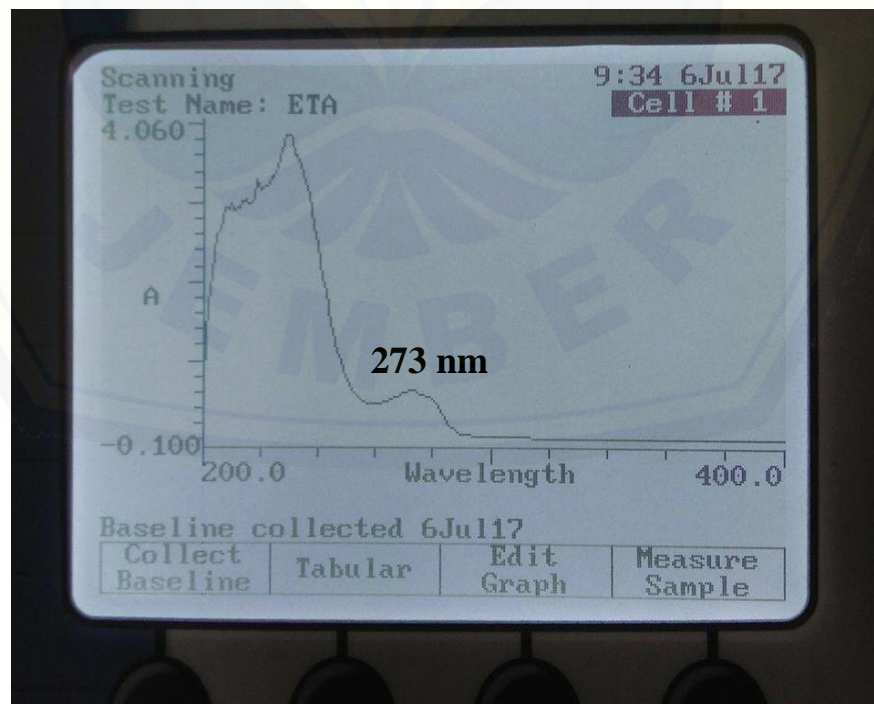 Scanning
9:34 6Jul17
Test Name: ETA
Cell # 1
4.060
A
273 nm
-0.100
200.0
Wavelength
400.0
Baseline collected 6Jul17
Collect Baseline
Tabular
Edit Graph
Measure Sample
JEMBER